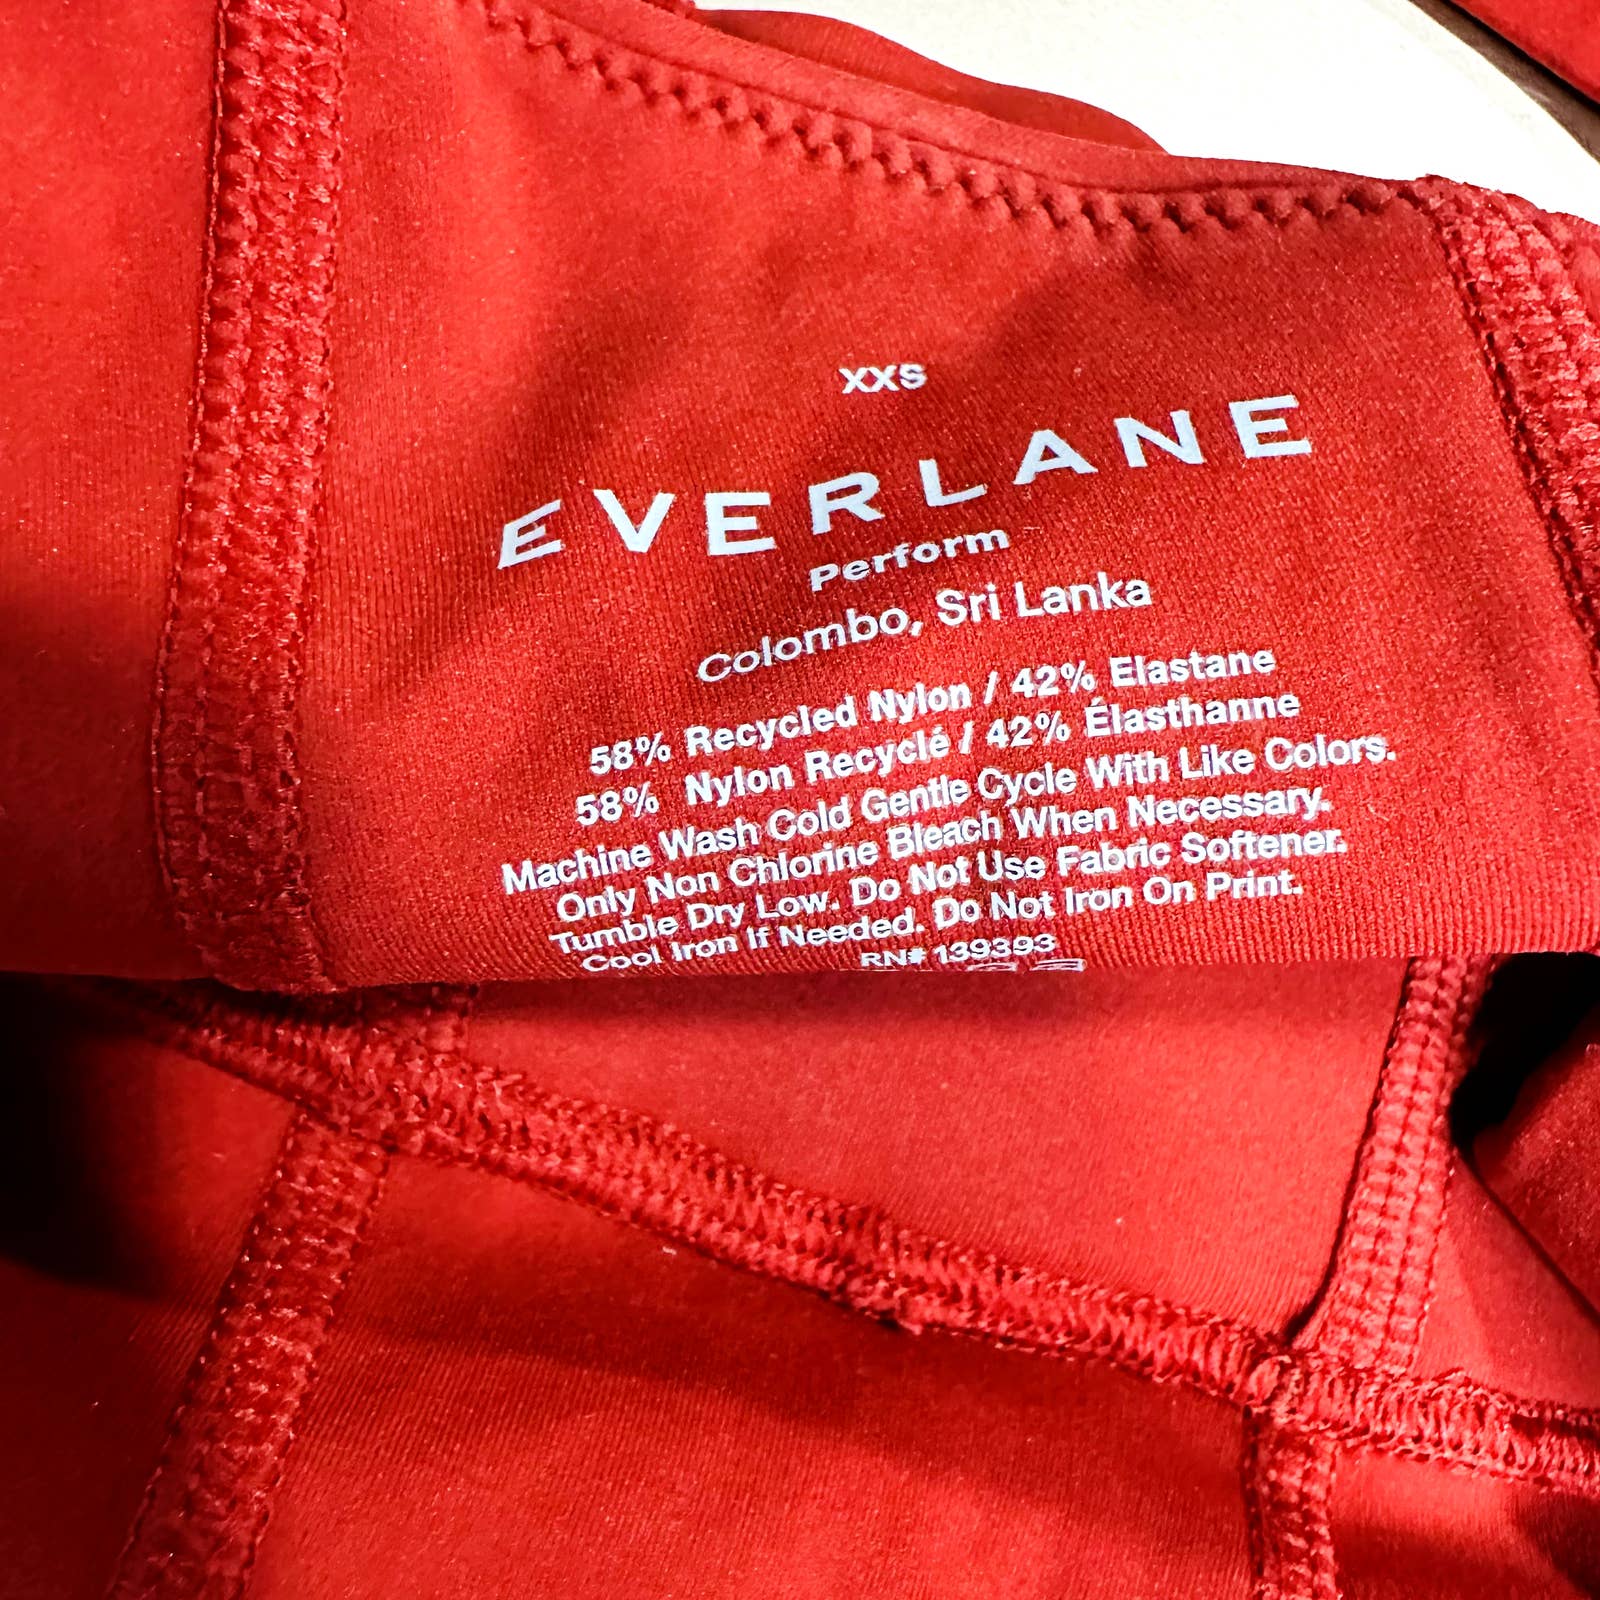 XXS
EVERLANE
Perform
Colombo, Sri Lanka
58% Recycled Nylon / 42% Elastane
58% Nylon Recyclé / 42% Élasthanne
Machine Wash Cold Gentle Cycle With Like Colors.
Only Non Chlorine Bleach When Necessary.
Tumble Dry Low. Do Not Use Fabric Softener.
Cool Iron If Needed. Do Not Iron On Print.
RN# 139393